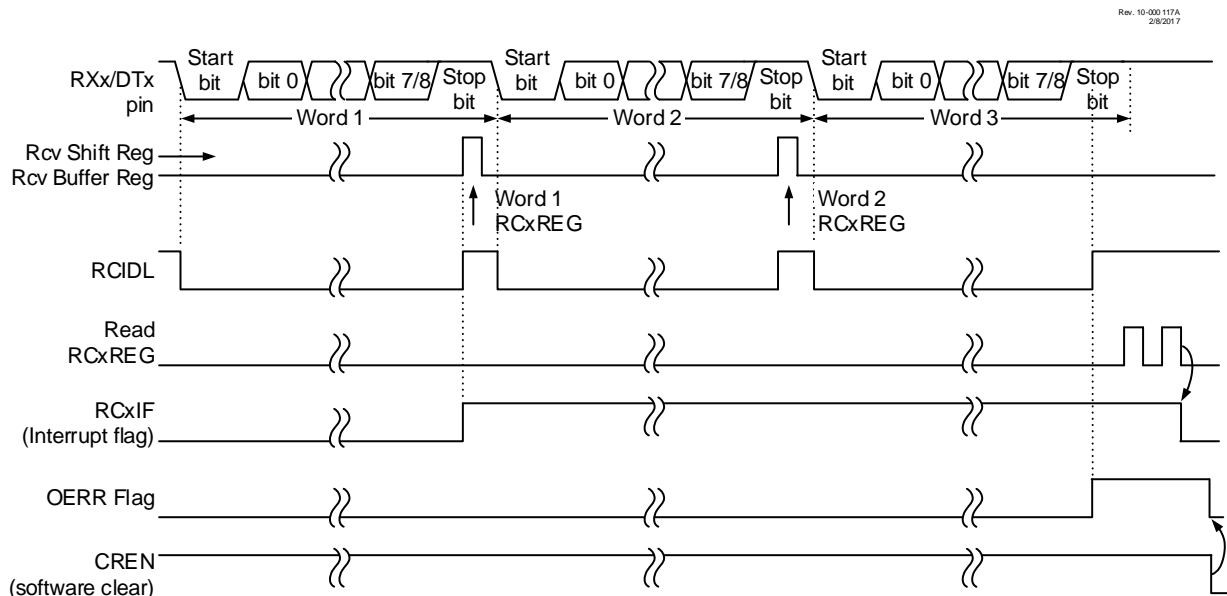 Rev. 10-000 117A
2/8/2017
RXx/DTx
pin
Start
bit
bit 0
bit 7/8
Stop
bit
Start
bit
bit 0
bit 7/8
Stop
bit
Start
bit
bit 0
bit 7/8
Stop
bit
Word 1
Word 2
Word 3
Rcv Shift Reg
Rcv Buffer Reg
Word 1
RCxREG
Word 2
RCxREG
RCIDL
Read
RCxREG
RCxIF
(Interrupt flag)
OERR Flag
CREN
(software clear)